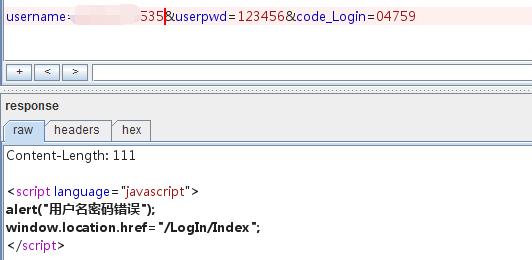 username=535&userpwd=123456&code_Login=04759
+ < >
response
raw headers hex
Content-Length: 111
<script language="javascript">
alert("用户名密码错误");
window.location.href="/LogIn/Index";
</script>